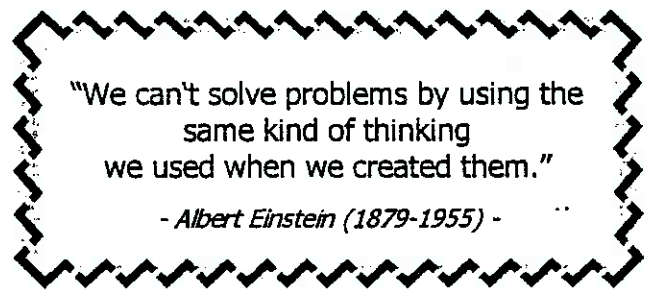 "We can't solve problems by using the
same kind of thinking
we used when we created them."
- Albert Einstein (1879-1955) -